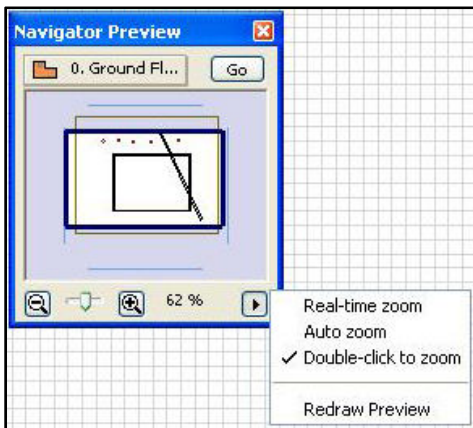 Navigator Preview
0. Ground Fl... Go
62 %
Real-time zoom
Auto zoom
Double-click to zoom
Redraw Preview